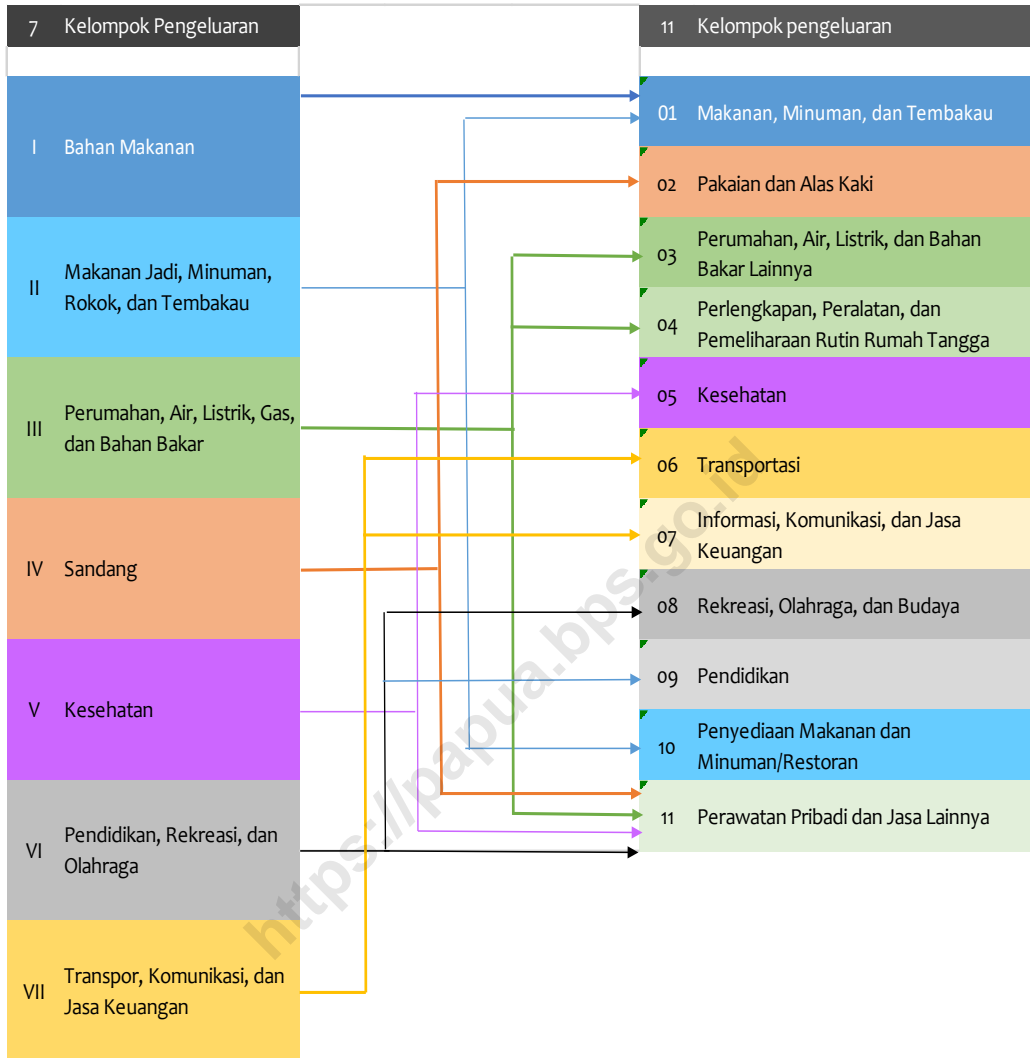 7 Kelompok Pengeluaran
I Bahan Makanan
II Makanan Jadi, Minuman,
Rokok, dan Tembakau
III Perumahan, Air, Listrik, Gas,
dan Bahan Bakar
IV Sandang
V Kesehatan
VI Pendidikan, Rekreasi, dan
Olahraga
VII Transpor, Komunikasi, dan
Jasa Keuangan
11 Kelompok pengeluaran
01 Makanan, Minuman, dan Tembakau
02 Pakaian dan Alas Kaki
03 Perumahan, Air, Listrik, dan Bahan
Bakar Lainnya
04 Perlengkapan, Peralatan, dan
Pemeliharaan Rutin Rumah Tangga
05 Kesehatan
06 Transportasi
07 Informasi, Komunikasi, dan Jasa
Keuangan
08 Rekreasi, Olahraga, dan Budaya
09 Pendidikan
10 Penyediaan Makanan dan
Minuman/Restoran
11 Perawatan Pribadi dan Jasa Lainnya
https://papua.bps.go.id